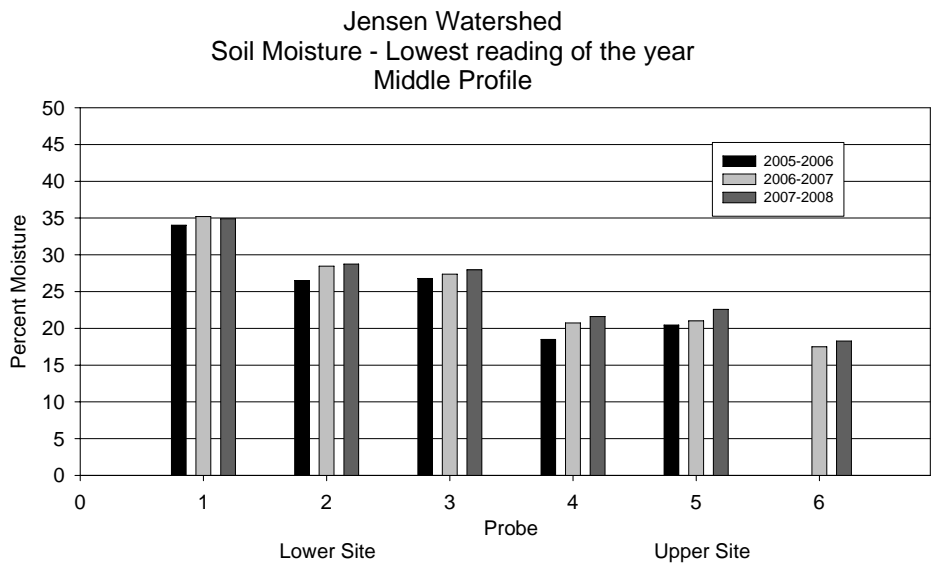 Jensen Watershed
Soil Moisture - Lowest reading of the year
Middle Profile
50
45
40
35
30
25
20
15
10
5
0
Percent Moisture
2005-2006
2006-2007
2007-2008
0 1 2 3 4 5 6
Probe
Lower Site Upper Site